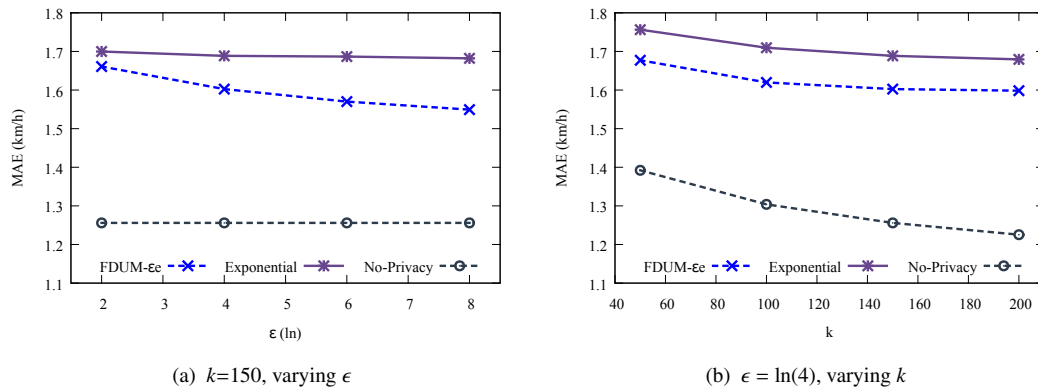 1.8
1.7
1.6
1.5
1.4
1.3
1.2
1.1
MAE (km/h)
FDUM-εe Exponential No-Privacy
2 3 4 5 6 7 8
ε (ln)
(a) k=150, varying ϵ
1.8
1.7
1.6
1.5
1.4
1.3
1.2
1.1
MAE (km/h)
FDUM-εe Exponential No-Privacy
40 60 80 100 120 140 160 180 200
k
(b) ϵ = ln(4), varying k